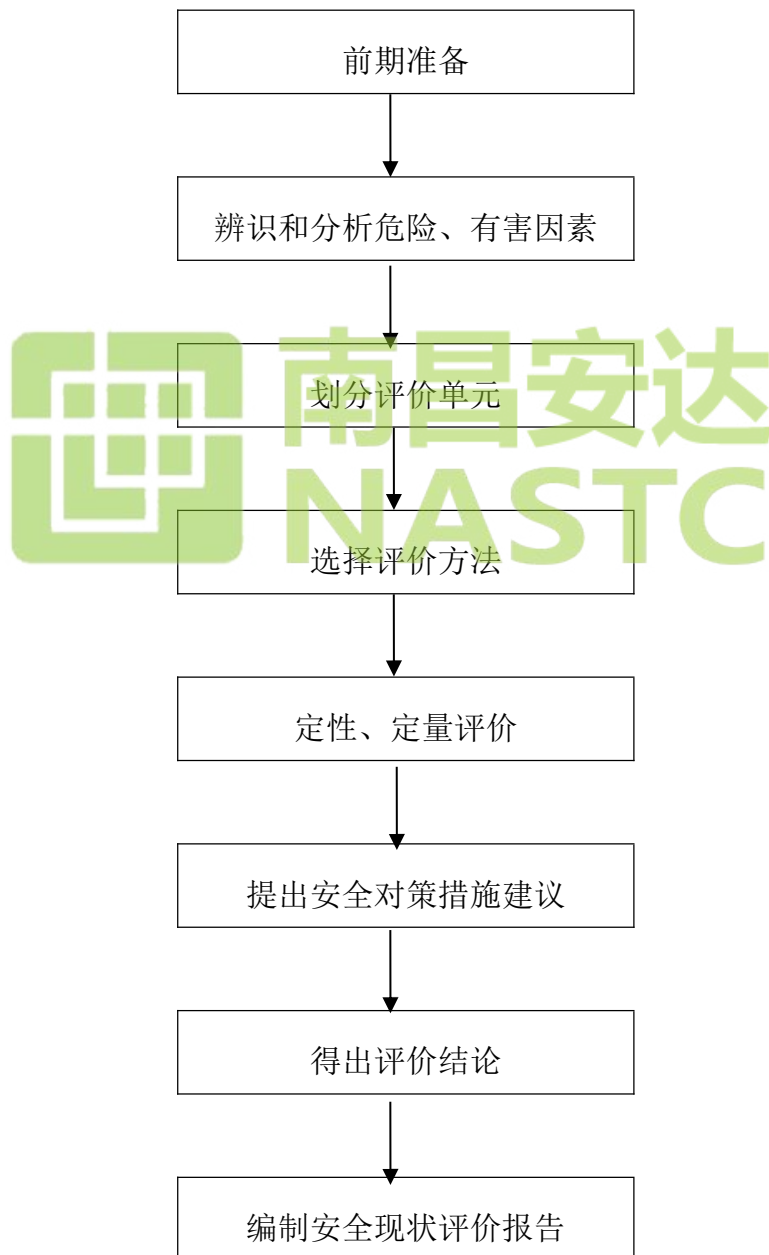 前期准备
辨识和分析危险、有害因素
南昌安达
划分评价单元
NASTC
选择评价方法
定性、定量评价
提出安全对策措施建议
得出评价结论
编制安全现状评价报告